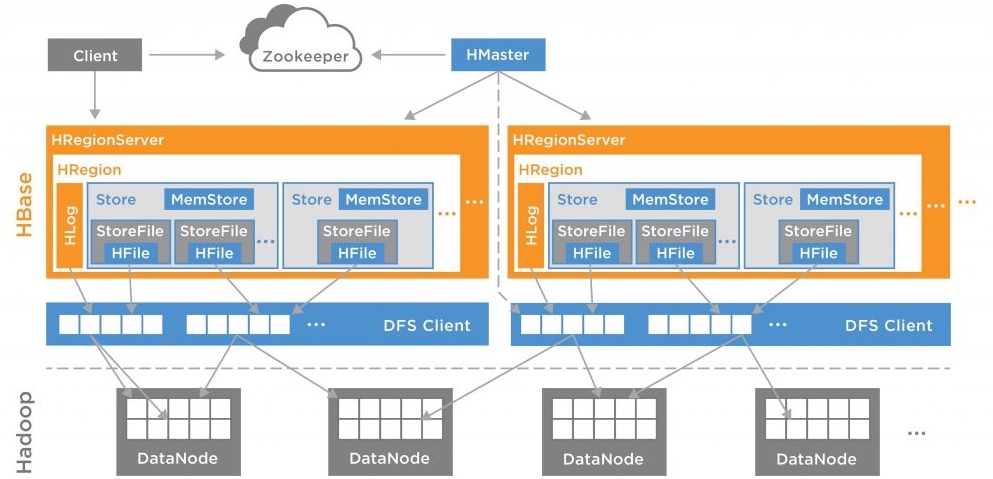 Client
Zookeeper
HMaster
HBase
HRegionServer
HRegion
HLog
Store
MemStore
StoreFile
HFile
StoreFile
HFile
...
Store
MemStore
StoreFile
HFile
...
...
HRegionServer
HRegion
HLog
Store
MemStore
StoreFile
HFile
StoreFile
HFile
...
Store
MemStore
StoreFile
HFile
...
...
...
... DFS Client
... DFS Client
Hadoop
DataNode
DataNode
DataNode
DataNode
...